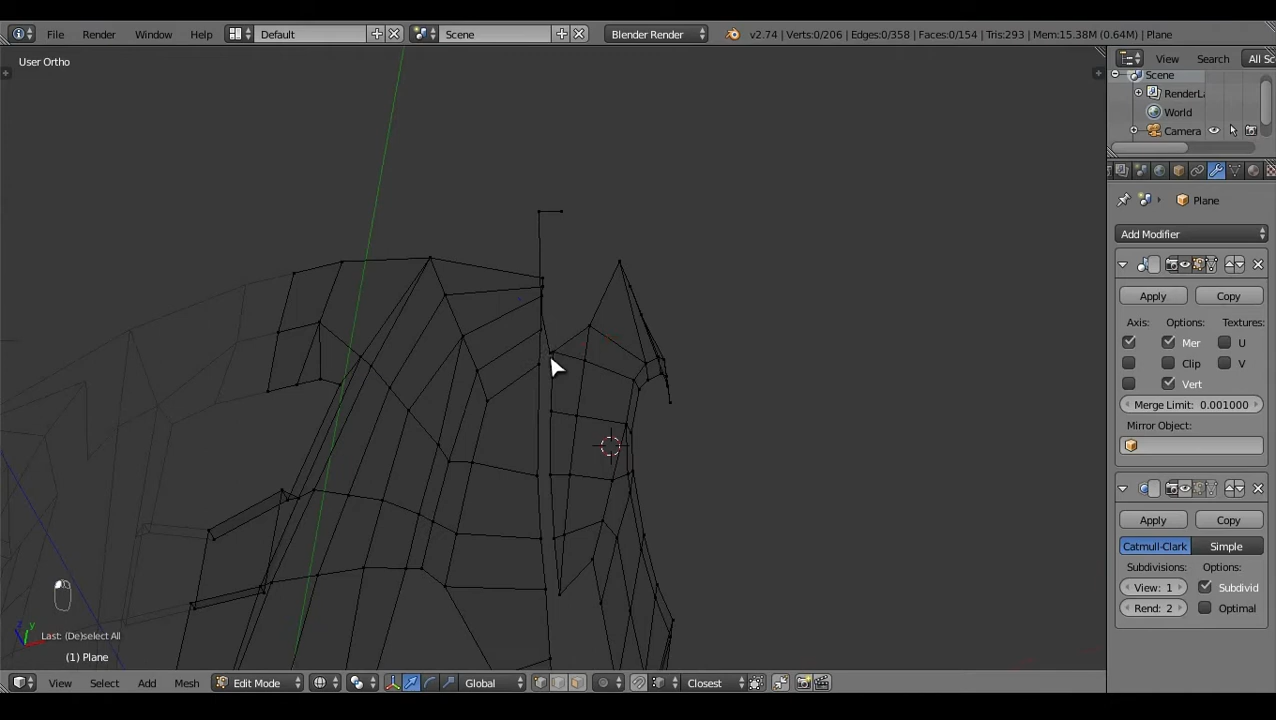 File Render Window Help Default Scene Blender Render v2.74 | Verts:0/206 | Edges:0/358 | Faces:0/154 | Tris:293 | Mem:15.38M (0.64M) | Plane
User Ortho
View Search All Sc
Scene
RenderLa
World
Camera
Plane
Add Modifier
Apply Copy
Axis: Options: Textures:
Mer U
Clip V
Vert
Merge Limit: 0.001000
Mirror Object:
Apply Copy
Catmull-Clark Simple
Subdivisions: Options:
View: 1 Subdivid
Rend: 2 Optimal
y
Last: (De)select All
(1) Plane
View Select Add Mesh Edit Mode Global Closest